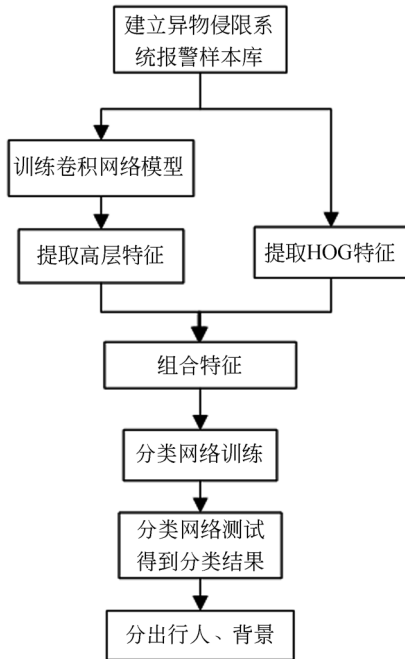 建立异物侵限系
统报警样本库
训练卷积网络模型
提取高层特征
提取HOG特征
组合特征
分类网络训练
分类网络测试
得到分类结果
分出行人、背景